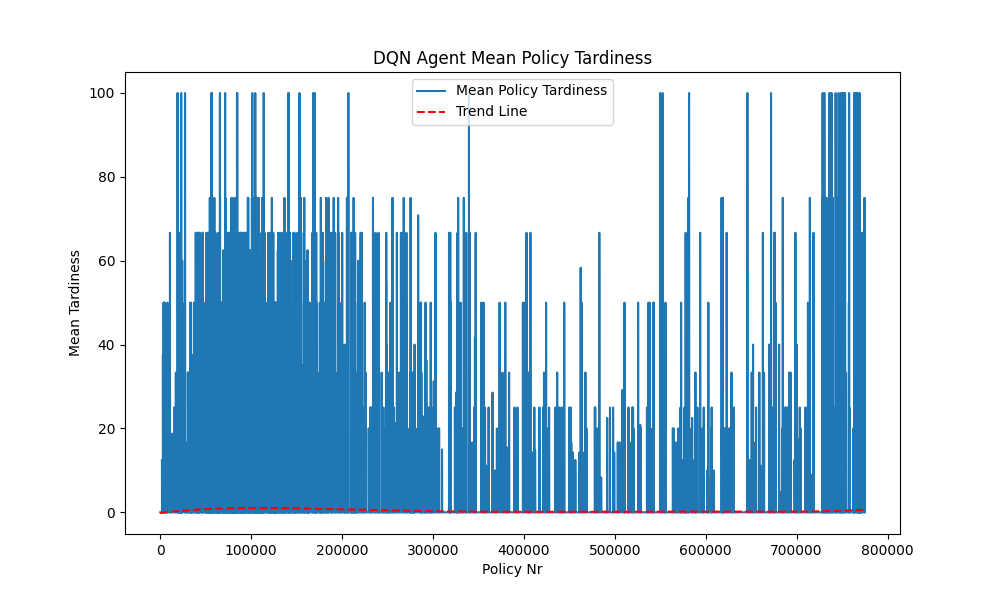 DQN Agent Mean Policy Tardiness
Mean Policy Tardiness
Trend Line
Mean Tardiness
100
80
60
40
20
0
0 100000 200000 300000 400000 500000 600000 700000 800000
Policy Nr